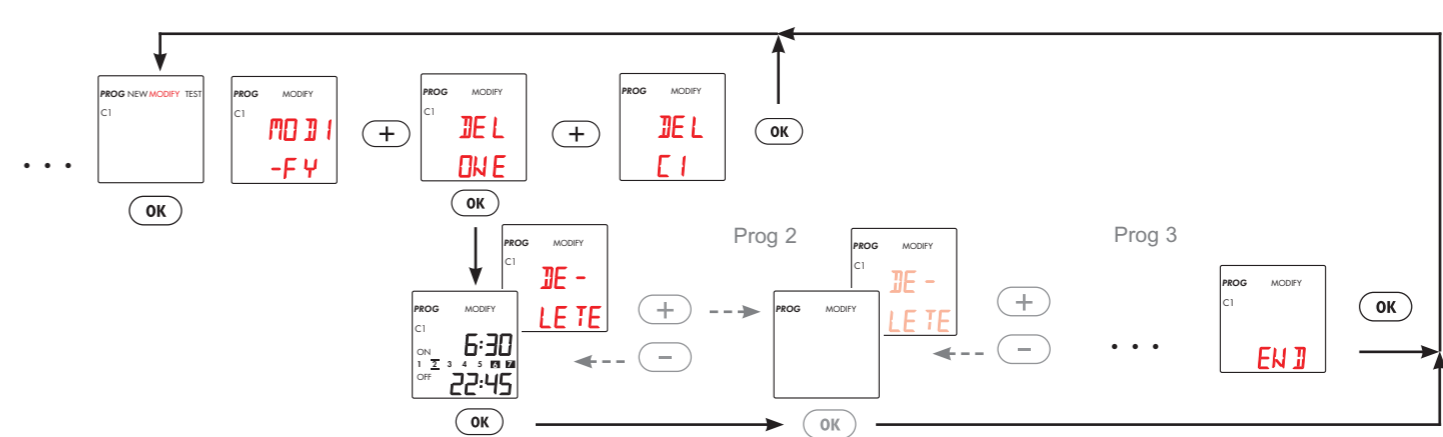 PROG NEW MODIFY TEST
C1
OK
PROG MODIFY
C1
MODI
-FY
+
PROG MODIFY
C1
DEL
ONE
OK
+
PROG MODIFY
C1
DEL
C1
OK
. . .
PROG MODIFY
C1
DE-
LETE
PROG MODIFY
C1
ON 6:30
1 2 3 4 5 6 7
OFF 22:45
OK
+
-
Prog 2
PROG MODIFY
C1
DE-
LETE
PROG MODIFY
OK
+
-
Prog 3
. . .
PROG MODIFY
C1
END
OK